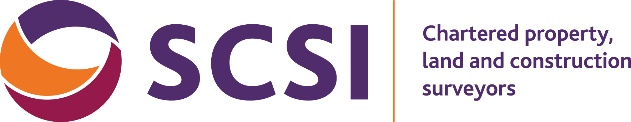 SCSI
Chartered property,
land and construction
surveyors